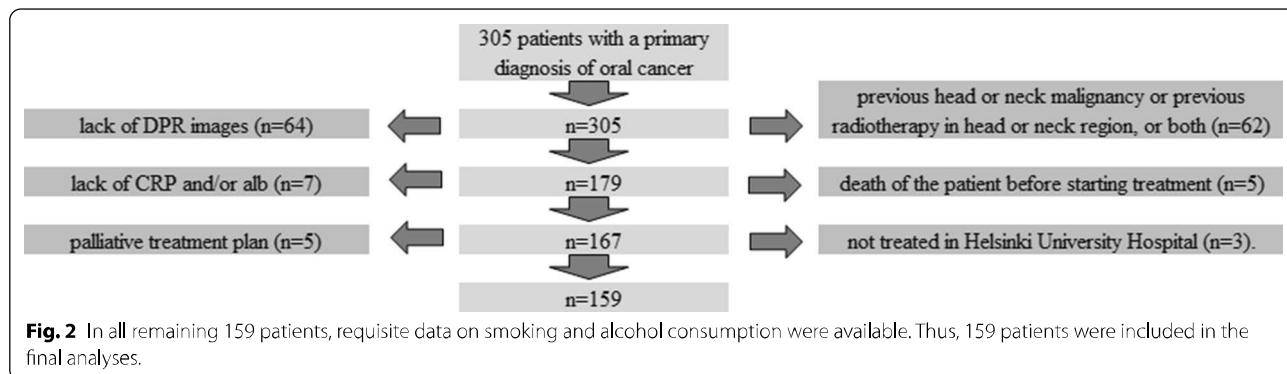 305 patients with a primary
diagnosis of oral cancer
lack of DPR images (n=64)
n=305
previous head or neck malignancy or previous
radiotherapy in head or neck region, or both (n=62)
lack of CRP and/or alb (n=7)
n=179
death of the patient before starting treatment (n=5)
palliative treatment plan (n=5)
n=167
not treated in Helsinki University Hospital (n=3).
n=159
Fig. 2 In all remaining 159 patients, requisite data on smoking and alcohol consumption were available. Thus, 159 patients were included in the
final analyses.